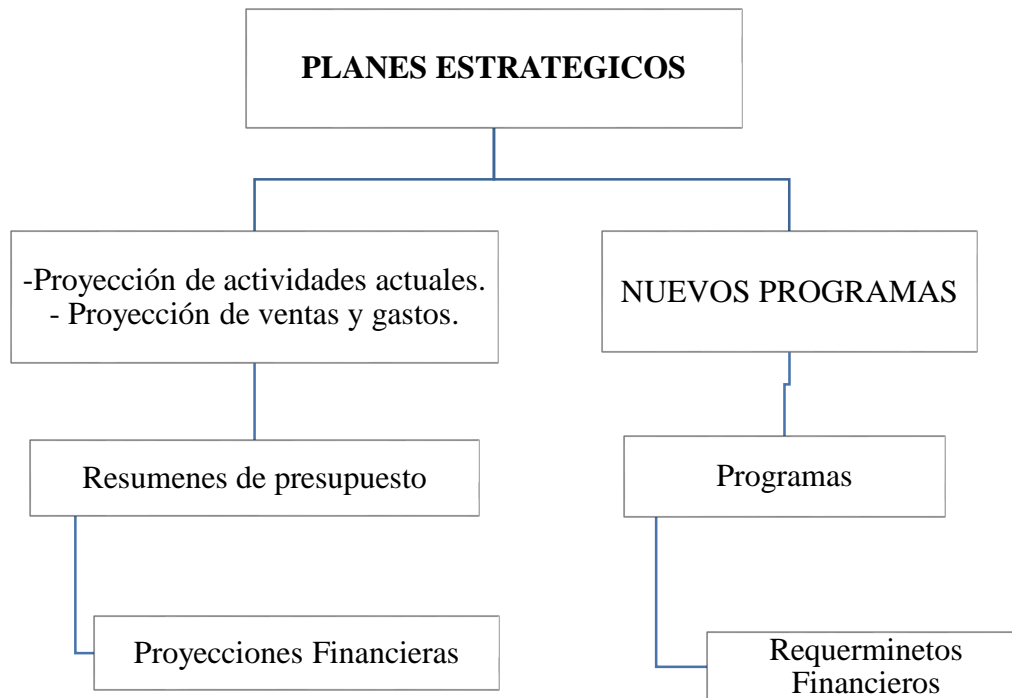 PLANES ESTRATEGICOS
-Proyección de actividades actuales.
- Proyección de ventas y gastos.
NUEVOS PROGRAMAS
Resumenes de presupuesto
Programas
Proyecciones Financieras
Requerminetos
Financieros